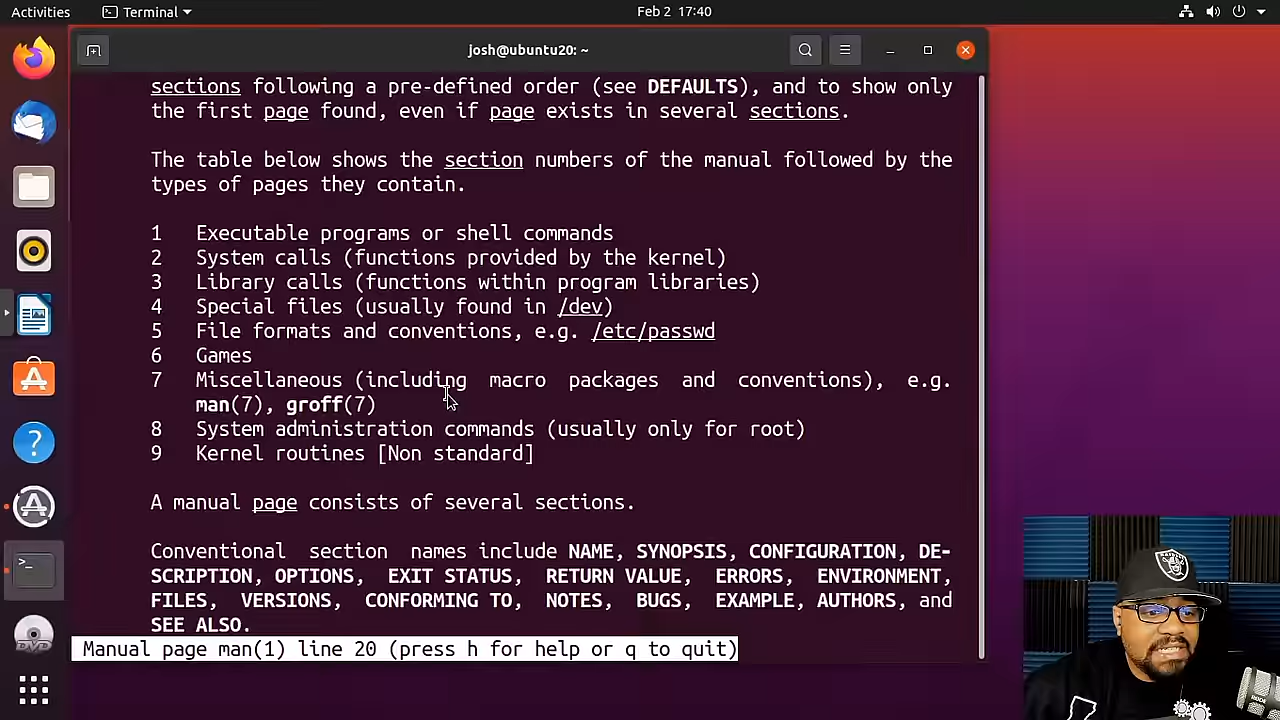 Activities
Terminal
Feb 2 17:40
josh@ubuntu20: ~
sections following a pre-defined order (see DEFAULTS), and to show only
the first page found, even if page exists in several sections.
The table below shows the section numbers of the manual followed by the
types of pages they contain.
1 Executable programs or shell commands
2 System calls (functions provided by the kernel)
3 Library calls (functions within program libraries)
4 Special files (usually found in /dev)
5 File formats and conventions, e.g. /etc/passwd
6 Games
7 Miscellaneous (including macro packages and conventions), e.g.
man(7), groff(7)
8 System administration commands (usually only for root)
9 Kernel routines [Non standard]
A manual page consists of several sections.
Conventional section names include NAME, SYNOPSIS, CONFIGURATION, DE-
SCRIPTION, OPTIONS, EXIT STATUS, RETURN VALUE, ERRORS, ENVIRONMENT,
FILES, VERSIONS, CONFORMING TO, NOTES, BUGS, EXAMPLE, AUTHORS, and
SEE ALSO.
Manual page man(1) line 20 (press h for help or q to quit)